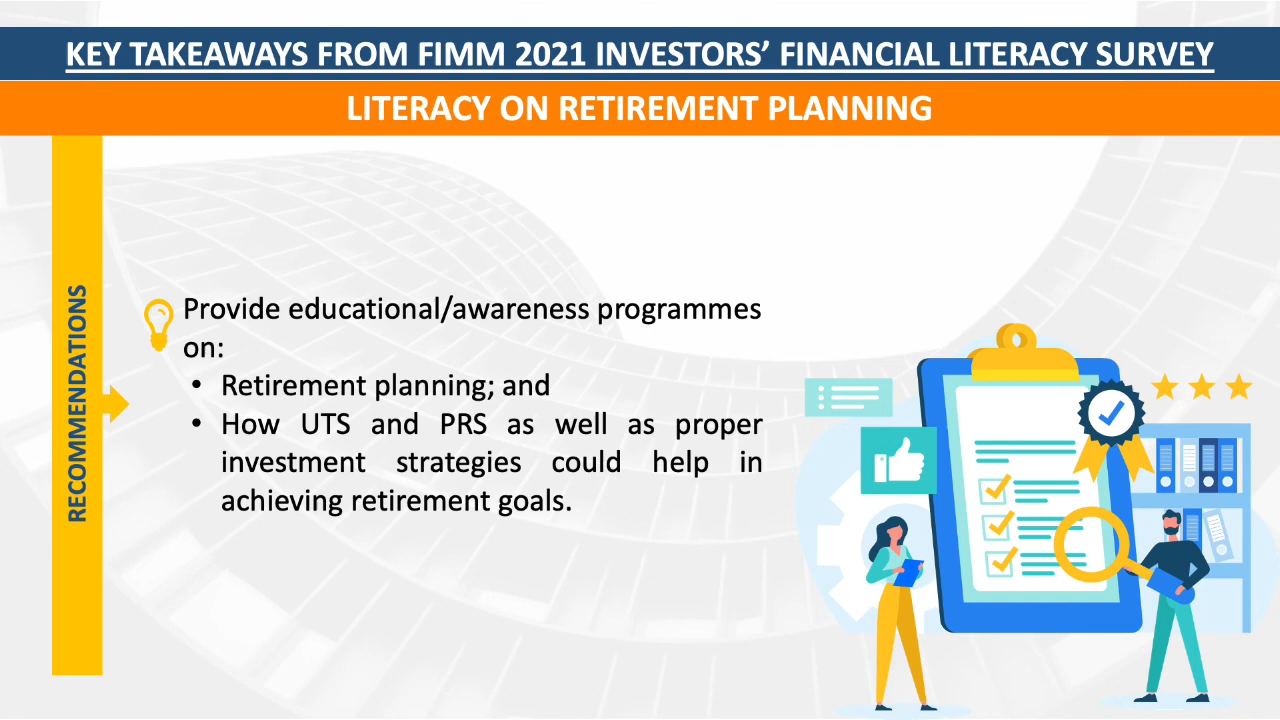 KEY TAKEAWAYS FROM FIMM 2021 INVESTORS’ FINANCIAL LITERACY SURVEY
LITERACY ON RETIREMENT PLANNING
RECOMMENDATIONS
Provide educational/awareness programmes
on:
• Retirement planning; and
• How UTS and PRS as well as proper
investment strategies could help in
achieving retirement goals.